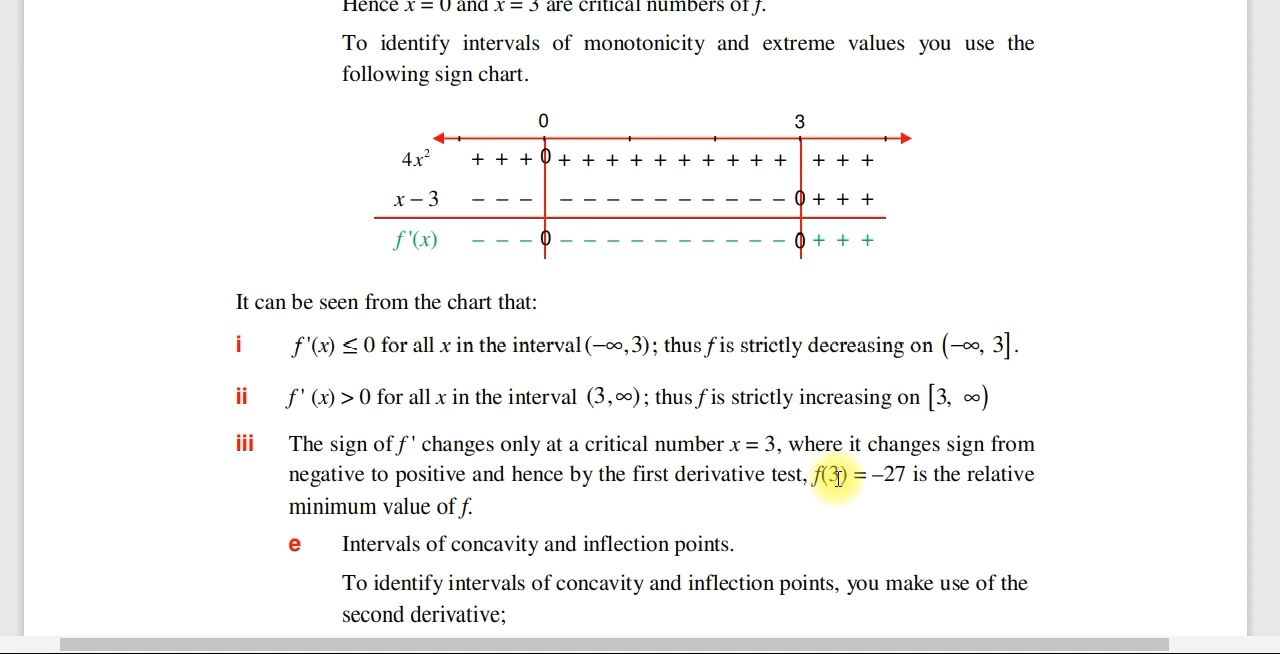 Hence x = 0 and x = 3 are critical numbers of f.
To identify intervals of monotonicity and extreme values you use the
following sign chart.
0 3
4x² + + + 0 + + + + + + + + + + + + +
x – 3 – – – – – – – – – – – – – 0 + + +
f '(x) – – – 0 – – – – – – – – – – 0 + + +
It can be seen from the chart that:
i f '(x) ≤ 0 for all x in the interval (–∞, 3); thus f is strictly decreasing on (–∞, 3].
ii f ' (x) > 0 for all x in the interval (3, ∞); thus f is strictly increasing on [3, ∞)
iii The sign of f ' changes only at a critical number x = 3, where it changes sign from
negative to positive and hence by the first derivative test, f(3) = –27 is the relative
minimum value of f.
e Intervals of concavity and inflection points.
To identify intervals of concavity and inflection points, you make use of the
second derivative;